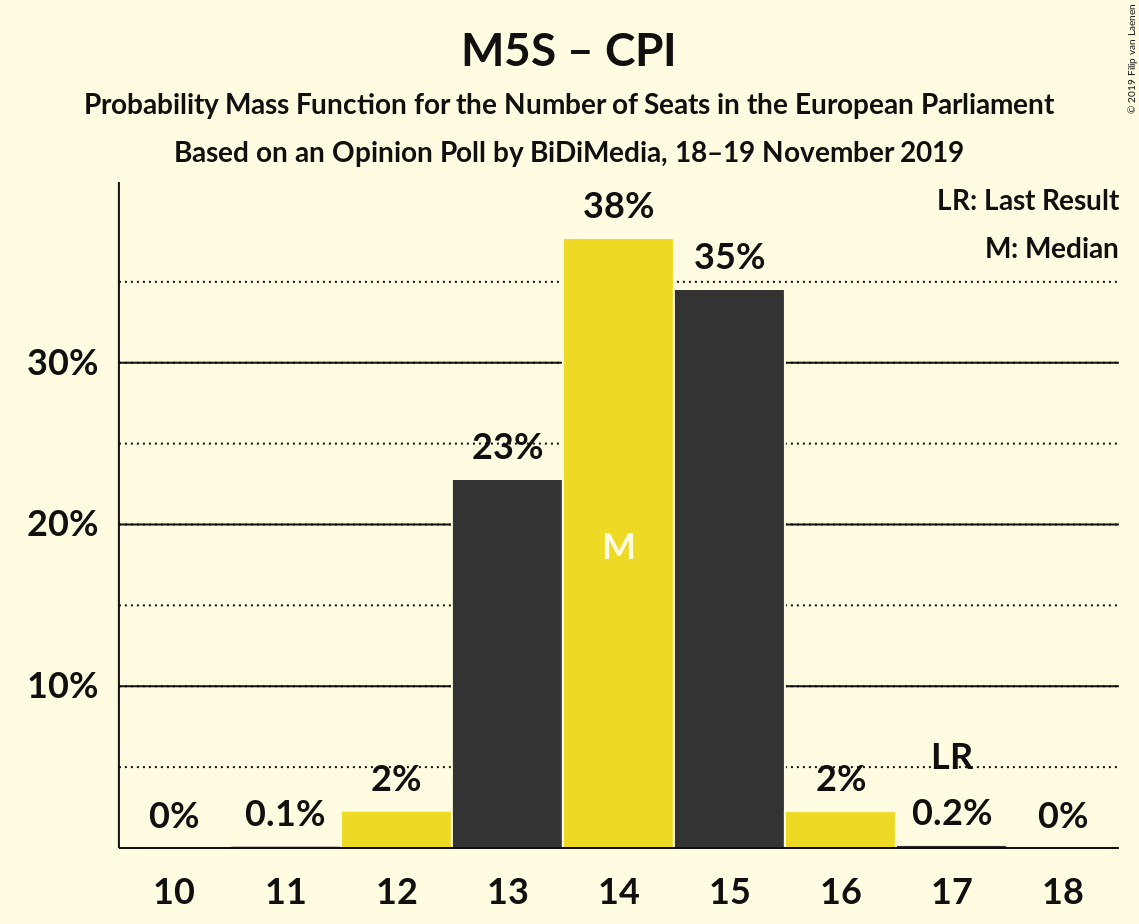 M5S – CPI
Probability Mass Function for the Number of Seats in the European Parliament
Based on an Opinion Poll by BiDiMedia, 18–19 November 2019
© 2019 Filip van Laenen
LR: Last Result
M: Median
38%
35%
30%
23%
20%
M
10%
LR
2%
2%
0%
0.1%
0.2%
0%
10 11 12 13 14 15 16 17 18